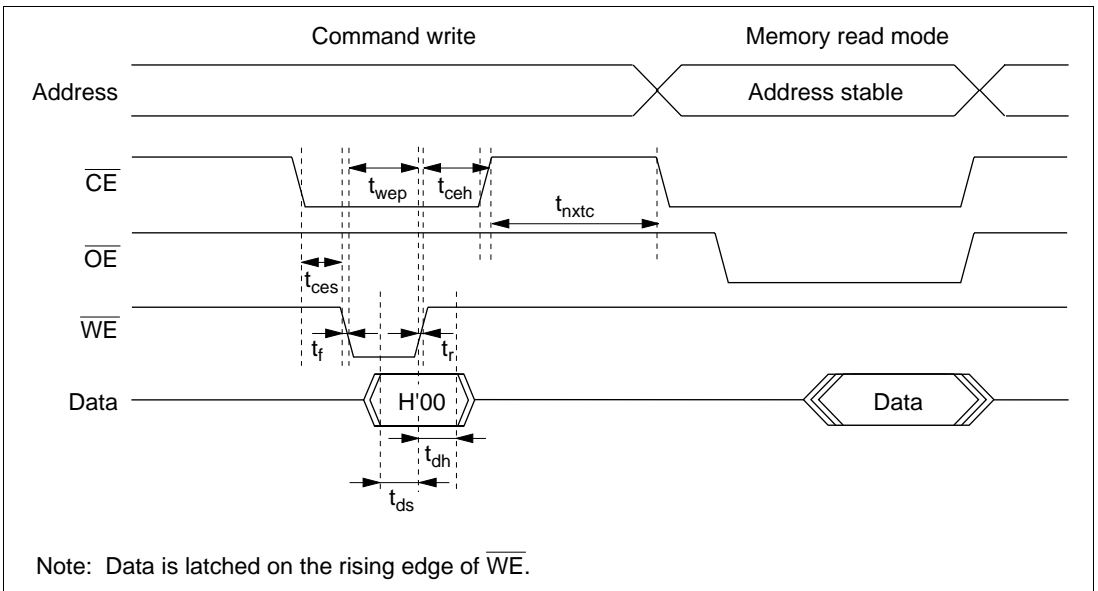 Command write
Memory read mode
Address
Address stable
CE
twep
tceh
tnxtc
OE
tces
WE
tf
tr
Data
H'00
Data
tdh
tds
Note: Data is latched on the rising edge of WE.